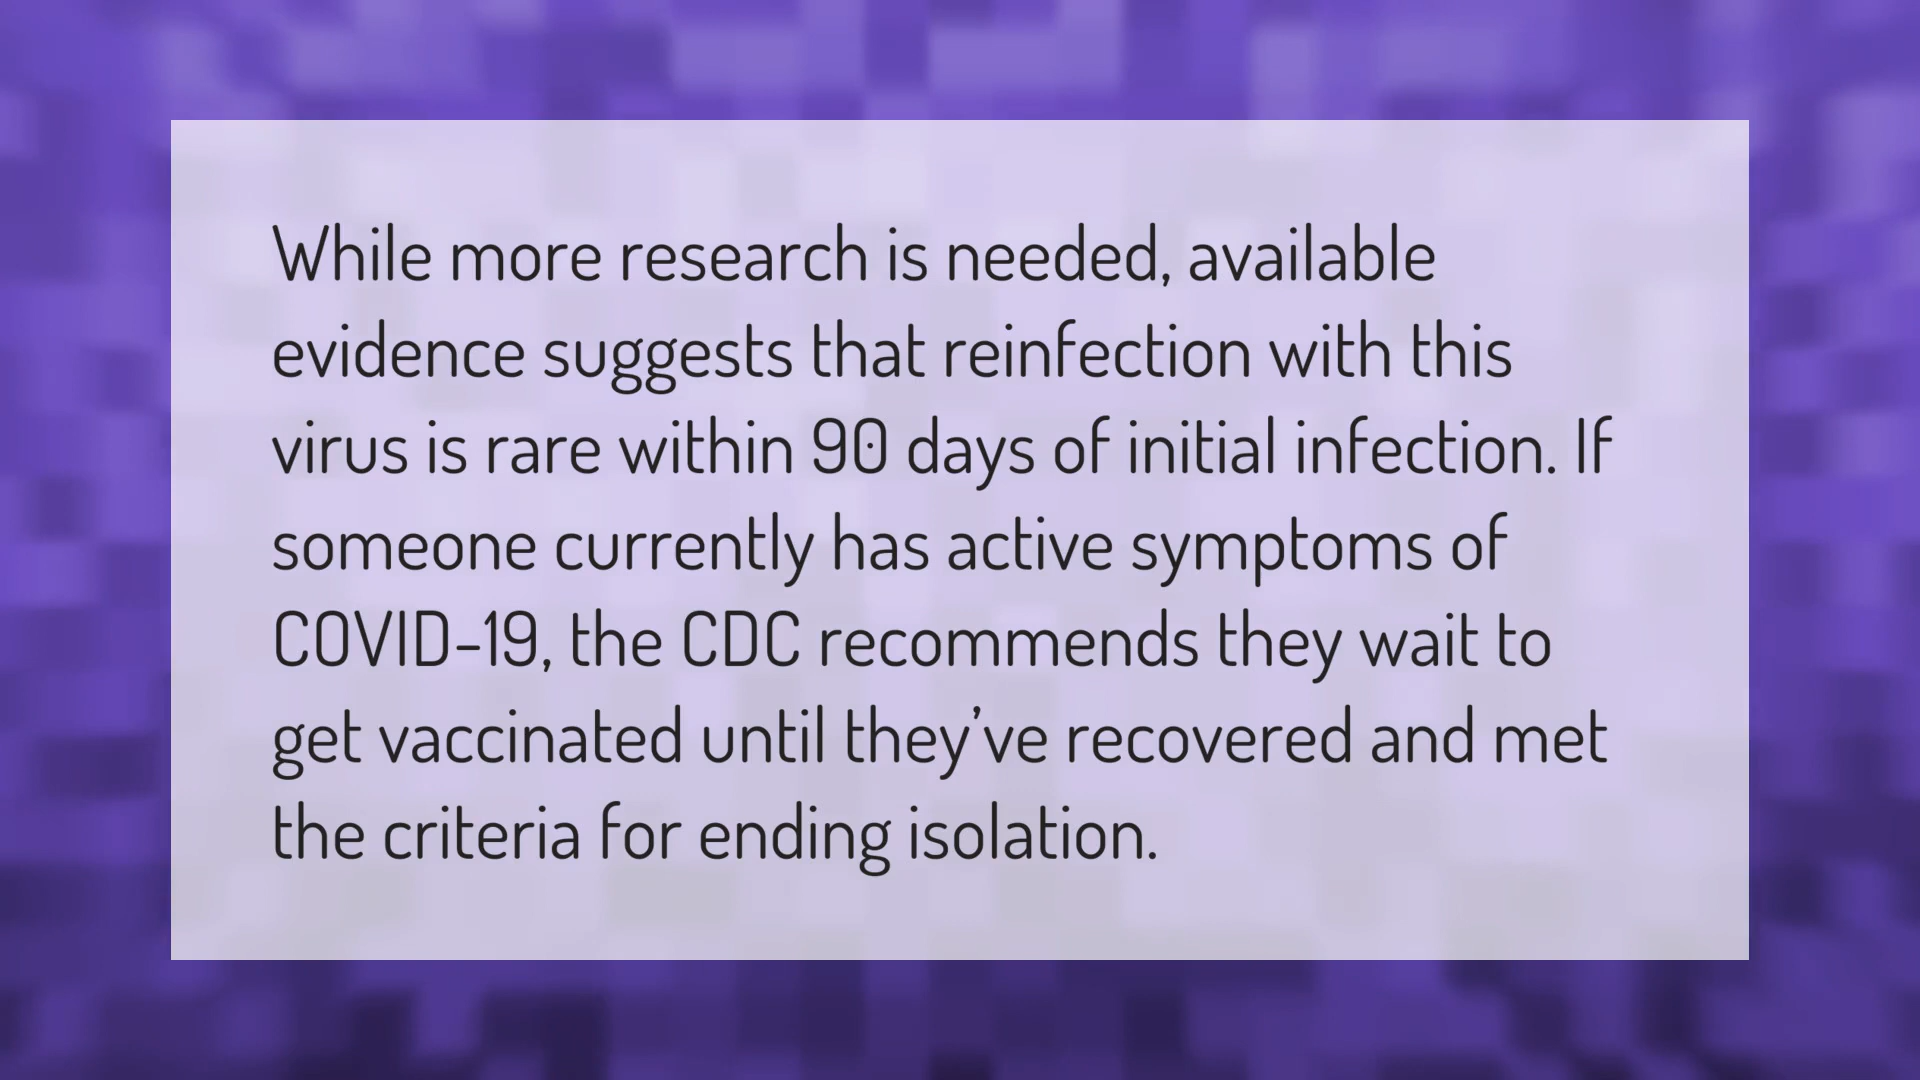 While more research is needed, available
evidence suggests that reinfection with this
virus is rare within 90 days of initial infection. If
someone currently has active symptoms of
COVID-19, the CDC recommends they wait to
get vaccinated until they’ve recovered and met
the criteria for ending isolation.